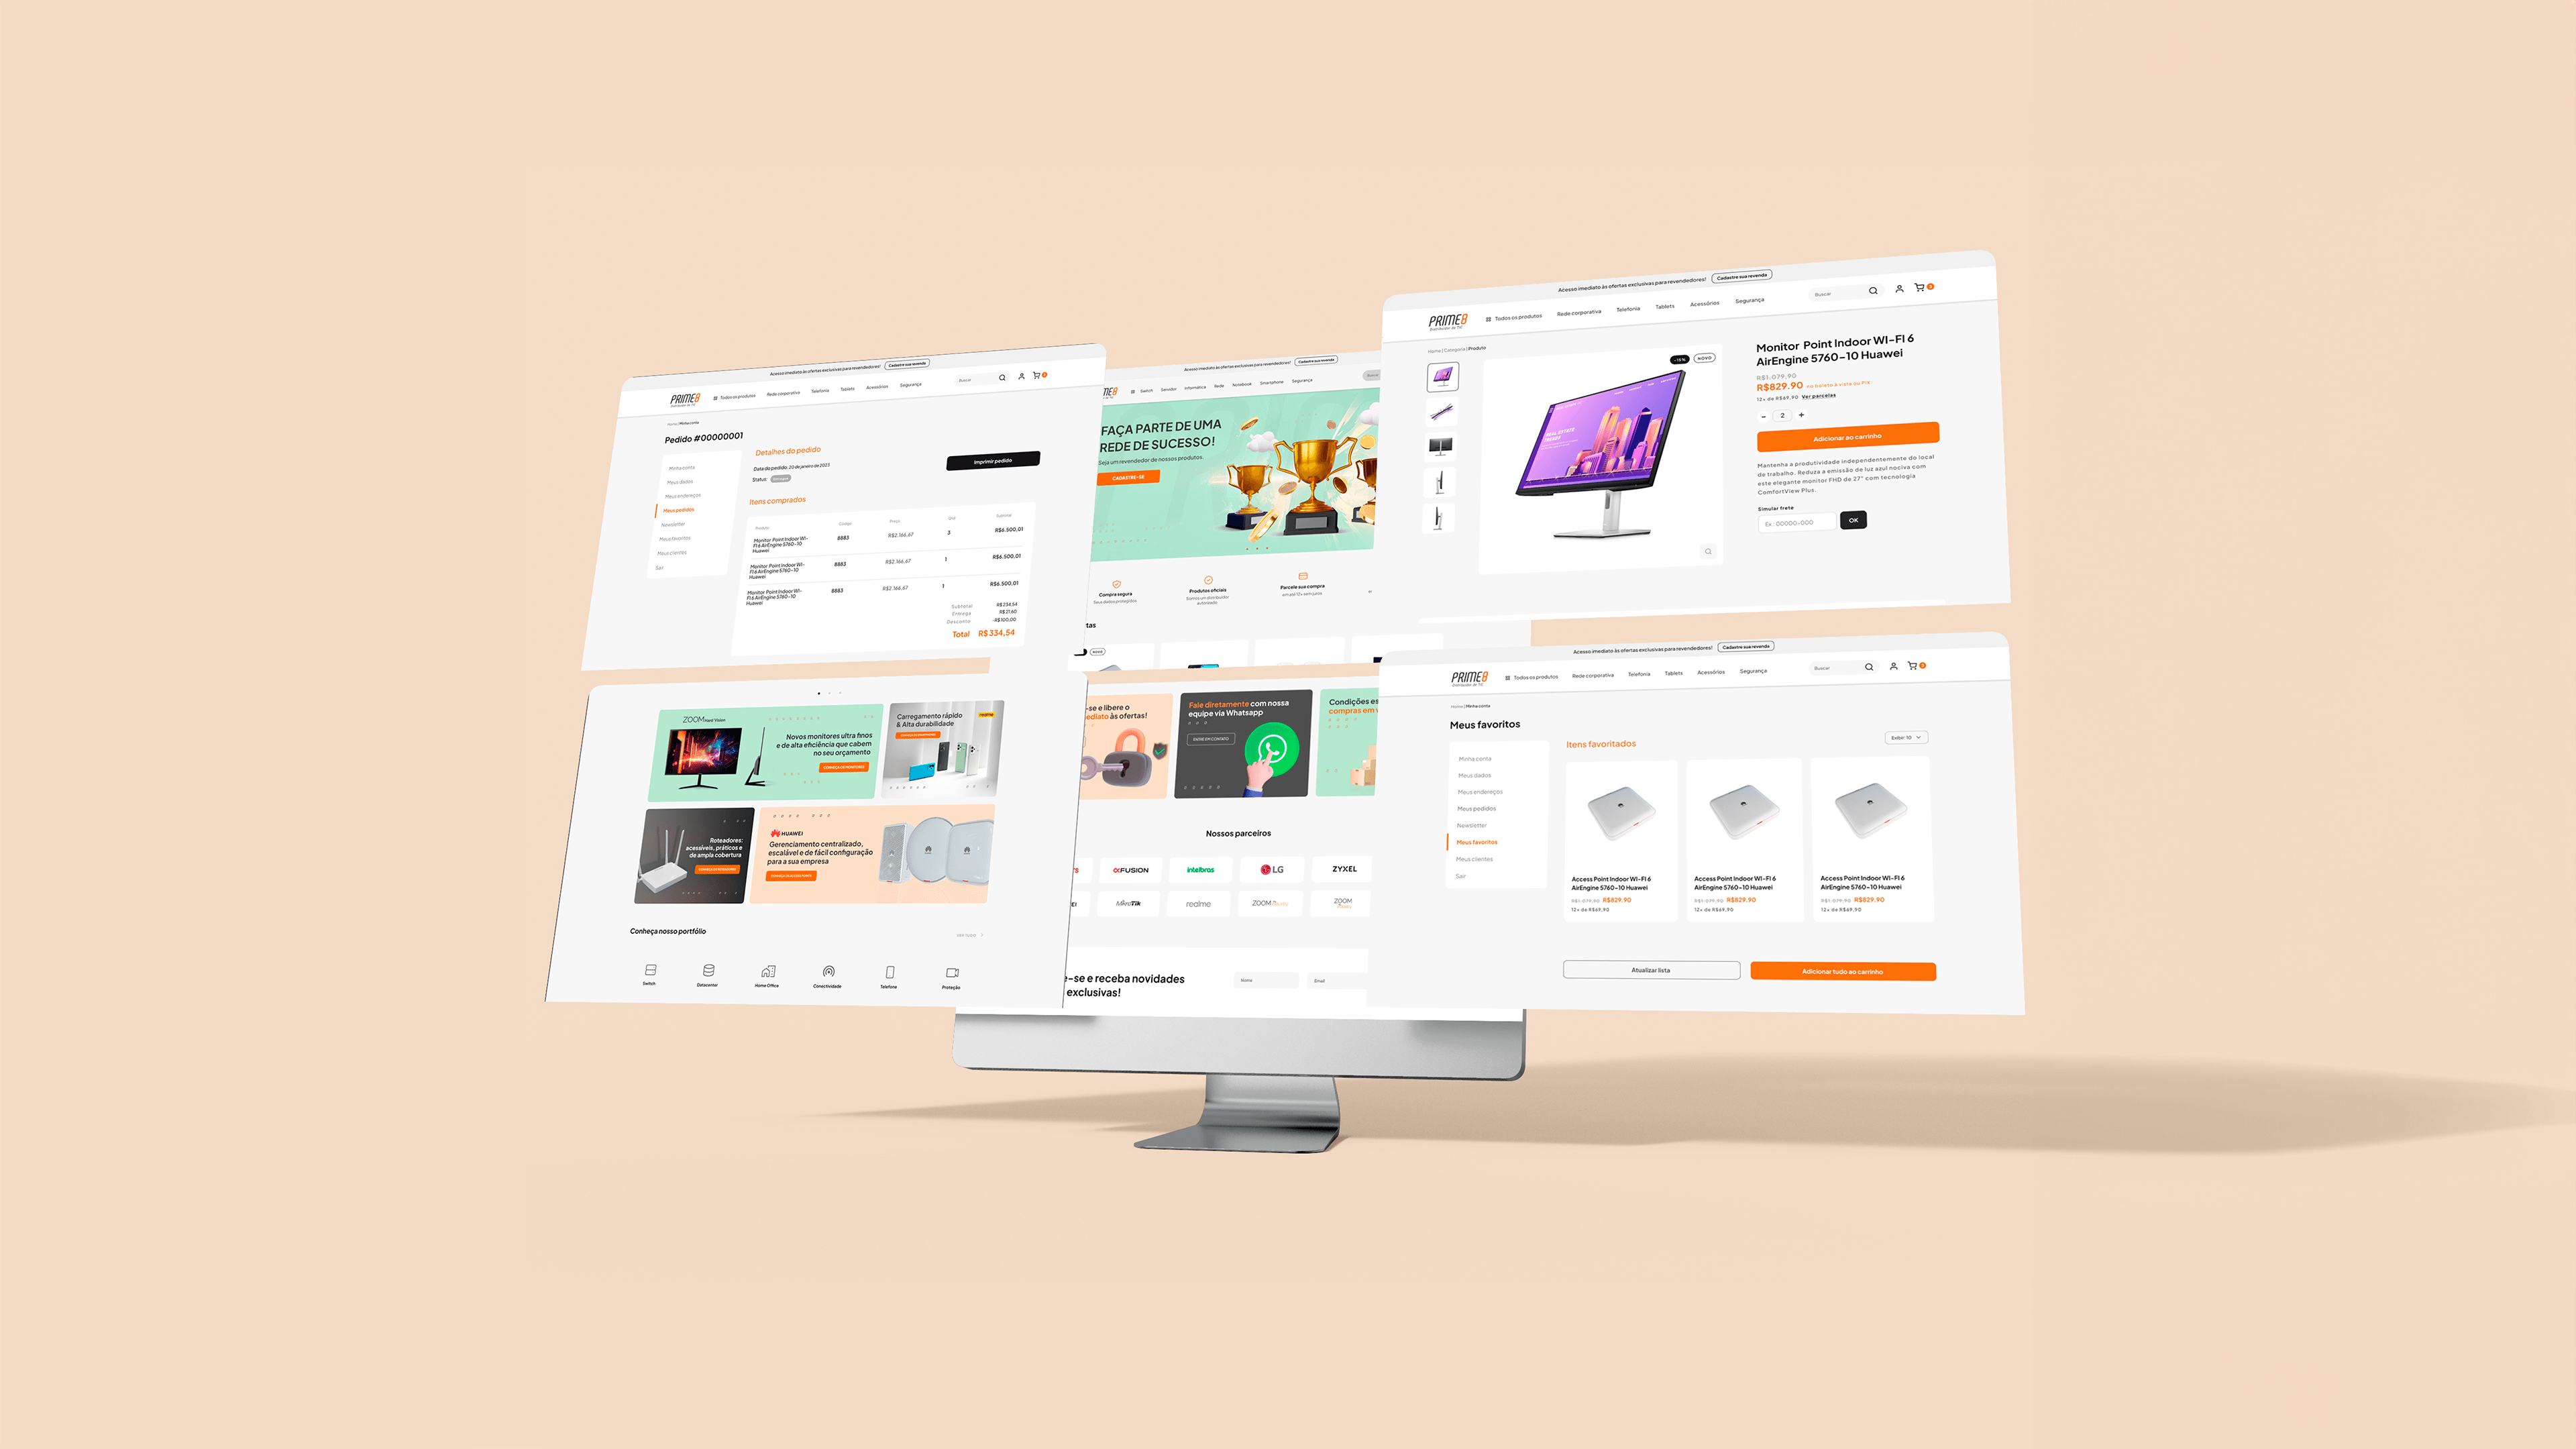 Acesso imediato às ofertas exclusivas para revendedores!
Cadastre sua revenda
PRIME8
Distribuidor de TIC
Todos os produtos
Rede corporativa
Telefonia
Tablets
Acessórios
Segurança
Buscar
Home | Minha conta
Pedido #00000001
Minha conta
Meus dados
Meus endereços
Meus pedidos
Newsletter
Meus favoritos
Meus clientes
Sair
Detalhes do pedido
Data do pedido: 20 de janeiro de 2023
Status:
Imprimir pedido
Itens comprados
Produto Código Preço Qtd Subtotal
Monitor Point Indoor WI-
FI 6 AirEngine 5760-10
Huawei
8883 R$2.166,67 3 R$6.500,01
Monitor Point Indoor WI-
FI 6 AirEngine 5760-10
Huawei
8883 R$2.166,67 1 R$6.500,01
Monitor Point Indoor WI-
FI 6 AirEngine 5760-10
Huawei
8883 R$2.166,67 1 R$6.500,01
Subtotal R$234,54
Entrega R$21,60
Desconto -R$100,00
Total R$334,54
Acesso imediato às ofertas exclusivas para revendedores!
Cadastre sua revenda
Switch
Servidor
Informática
Rede
Notebook
Smartphone
Segurança
Buscar
FAÇA PARTE DE UMA
REDE DE SUCESSO!
Seja um revendedor de nossos produtos.
CADASTRE-SE
Compra segura
Seus dados protegidos
Produtos oficiais
Somos um distribuidor
autorizado
Parcele sua compra
em até 12x sem juros
tas
NOVO
Acesso imediato às ofertas exclusivas para revendedores!
Cadastre sua revenda
PRIME8
Distribuidor de TIC
Todos os produtos
Rede corporativa
Telefonia
Tablets
Acessórios
Segurança
Buscar
2
Home | Categoria | Produto
-15%
NOVO
REAL ESTATE
TRENDS
Monitor Point Indoor WI-FI 6
AirEngine 5760-10 Huawei
R$1.079,90
R$829.90 no boleto à vista ou PIX
12x de R$69,90 Ver parcelas
- 2 +
Adicionar ao carrinho
Mantenha a produtividade independentemente do local
de trabalho. Reduza a emissão de luz azul nociva com
este elegante monitor FHD de 27" com tecnologia
ComfortView Plus.
Simular frete
Ex.: 00000-000
OK
ZOOM Hard Vision
Novos monitores ultra finos
e de alta eficiência que cabem
no seu orçamento
CONHEÇA OS MONITORES
Carregamento rápido
& Alta durabilidade
realme
Roteadores:
acessíveis, práticos e
de ampla cobertura
CONHEÇA OS ROTEADORES
HUAWEI
Gerenciamento centralizado,
escalável e de fácil configuração
para a sua empresa
Conheça nosso portfólio
VER TUDO
Switch
Datacenter
Home Office
Conectividade
Telefone
Proteção
-se e libere o
ediato às ofertas!
Fale diretamente com nossa
equipe via Whatsapp
ENTRE EM CONTATO
Condições es
compras em v
Nossos parceiros
FUSION
intelbras
LG
ZYXEL
EI
MikroTik
realme
ZOOM
ZOOM
e-se e receba novidades
exclusivas!
Nome
Email
Acesso imediato às ofertas exclusivas para revendedores!
Cadastre sua revenda
PRIME8
Distribuidor de TIC
Todos os produtos
Rede corporativa
Telefonia
Tablets
Acessórios
Segurança
Buscar
Home | Minha conta
Meus favoritos
Minha conta
Meus dados
Meus endereços
Meus pedidos
Newsletter
Meus favoritos
Meus clientes
Sair
Itens favoritados
Exibir: 10
Access Point Indoor WI-FI 6
AirEngine 5760-10 Huawei
R$1.079,90 R$829.90
12x de R$69,90
Access Point Indoor WI-FI 6
AirEngine 5760-10 Huawei
R$1.079,90 R$829.90
12x de R$69,90
Access Point Indoor WI-FI 6
AirEngine 5760-10 Huawei
R$1.079,90 R$829.90
12x de R$69,90
Atualizar lista
Adicionar tudo ao carrinho